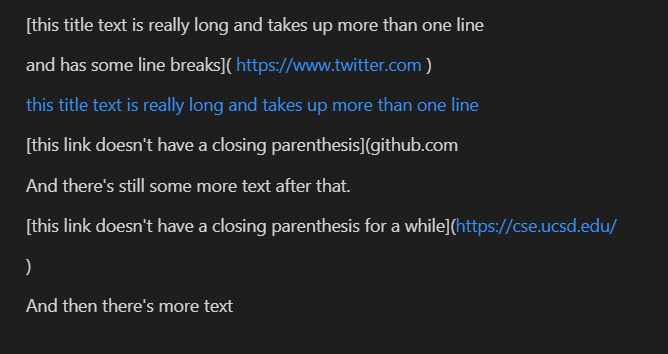 [this title text is really long and takes up more than one line
and has some line breaks]( https://www.twitter.com )
this title text is really long and takes up more than one line
[this link doesn't have a closing parenthesis](github.com
And there's still some more text after that.
[this link doesn't have a closing parenthesis for a while](https://cse.ucsd.edu/
)
And then there's more text